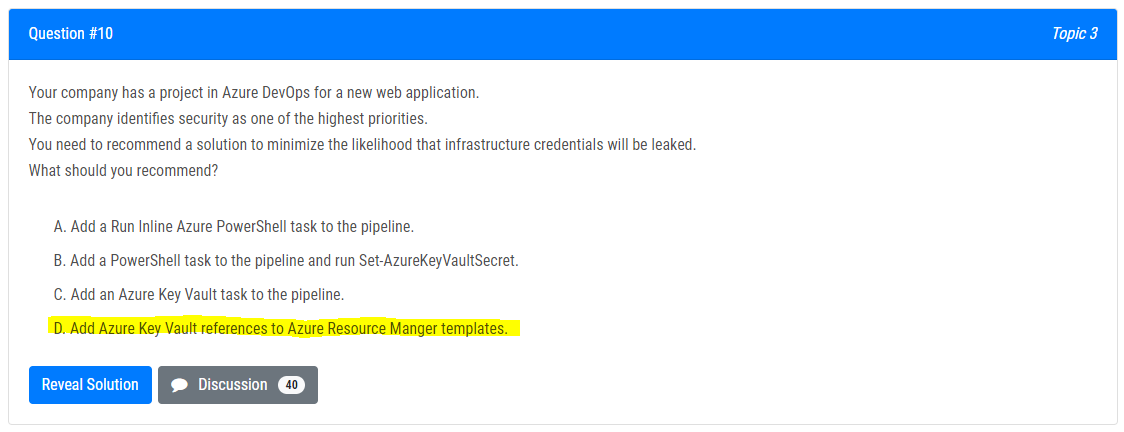 Question #10
Topic 3
Your company has a project in Azure DevOps for a new web application.
The company identifies security as one of the highest priorities.
You need to recommend a solution to minimize the likelihood that infrastructure credentials will be leaked.
What should you recommend?
A. Add a Run Inline Azure PowerShell task to the pipeline.
B. Add a PowerShell task to the pipeline and run Set-AzureKeyVaultSecret.
C. Add an Azure Key Vault task to the pipeline.
D. Add Azure Key Vault references to Azure Resource Manger templates.
Reveal Solution
Discussion 40